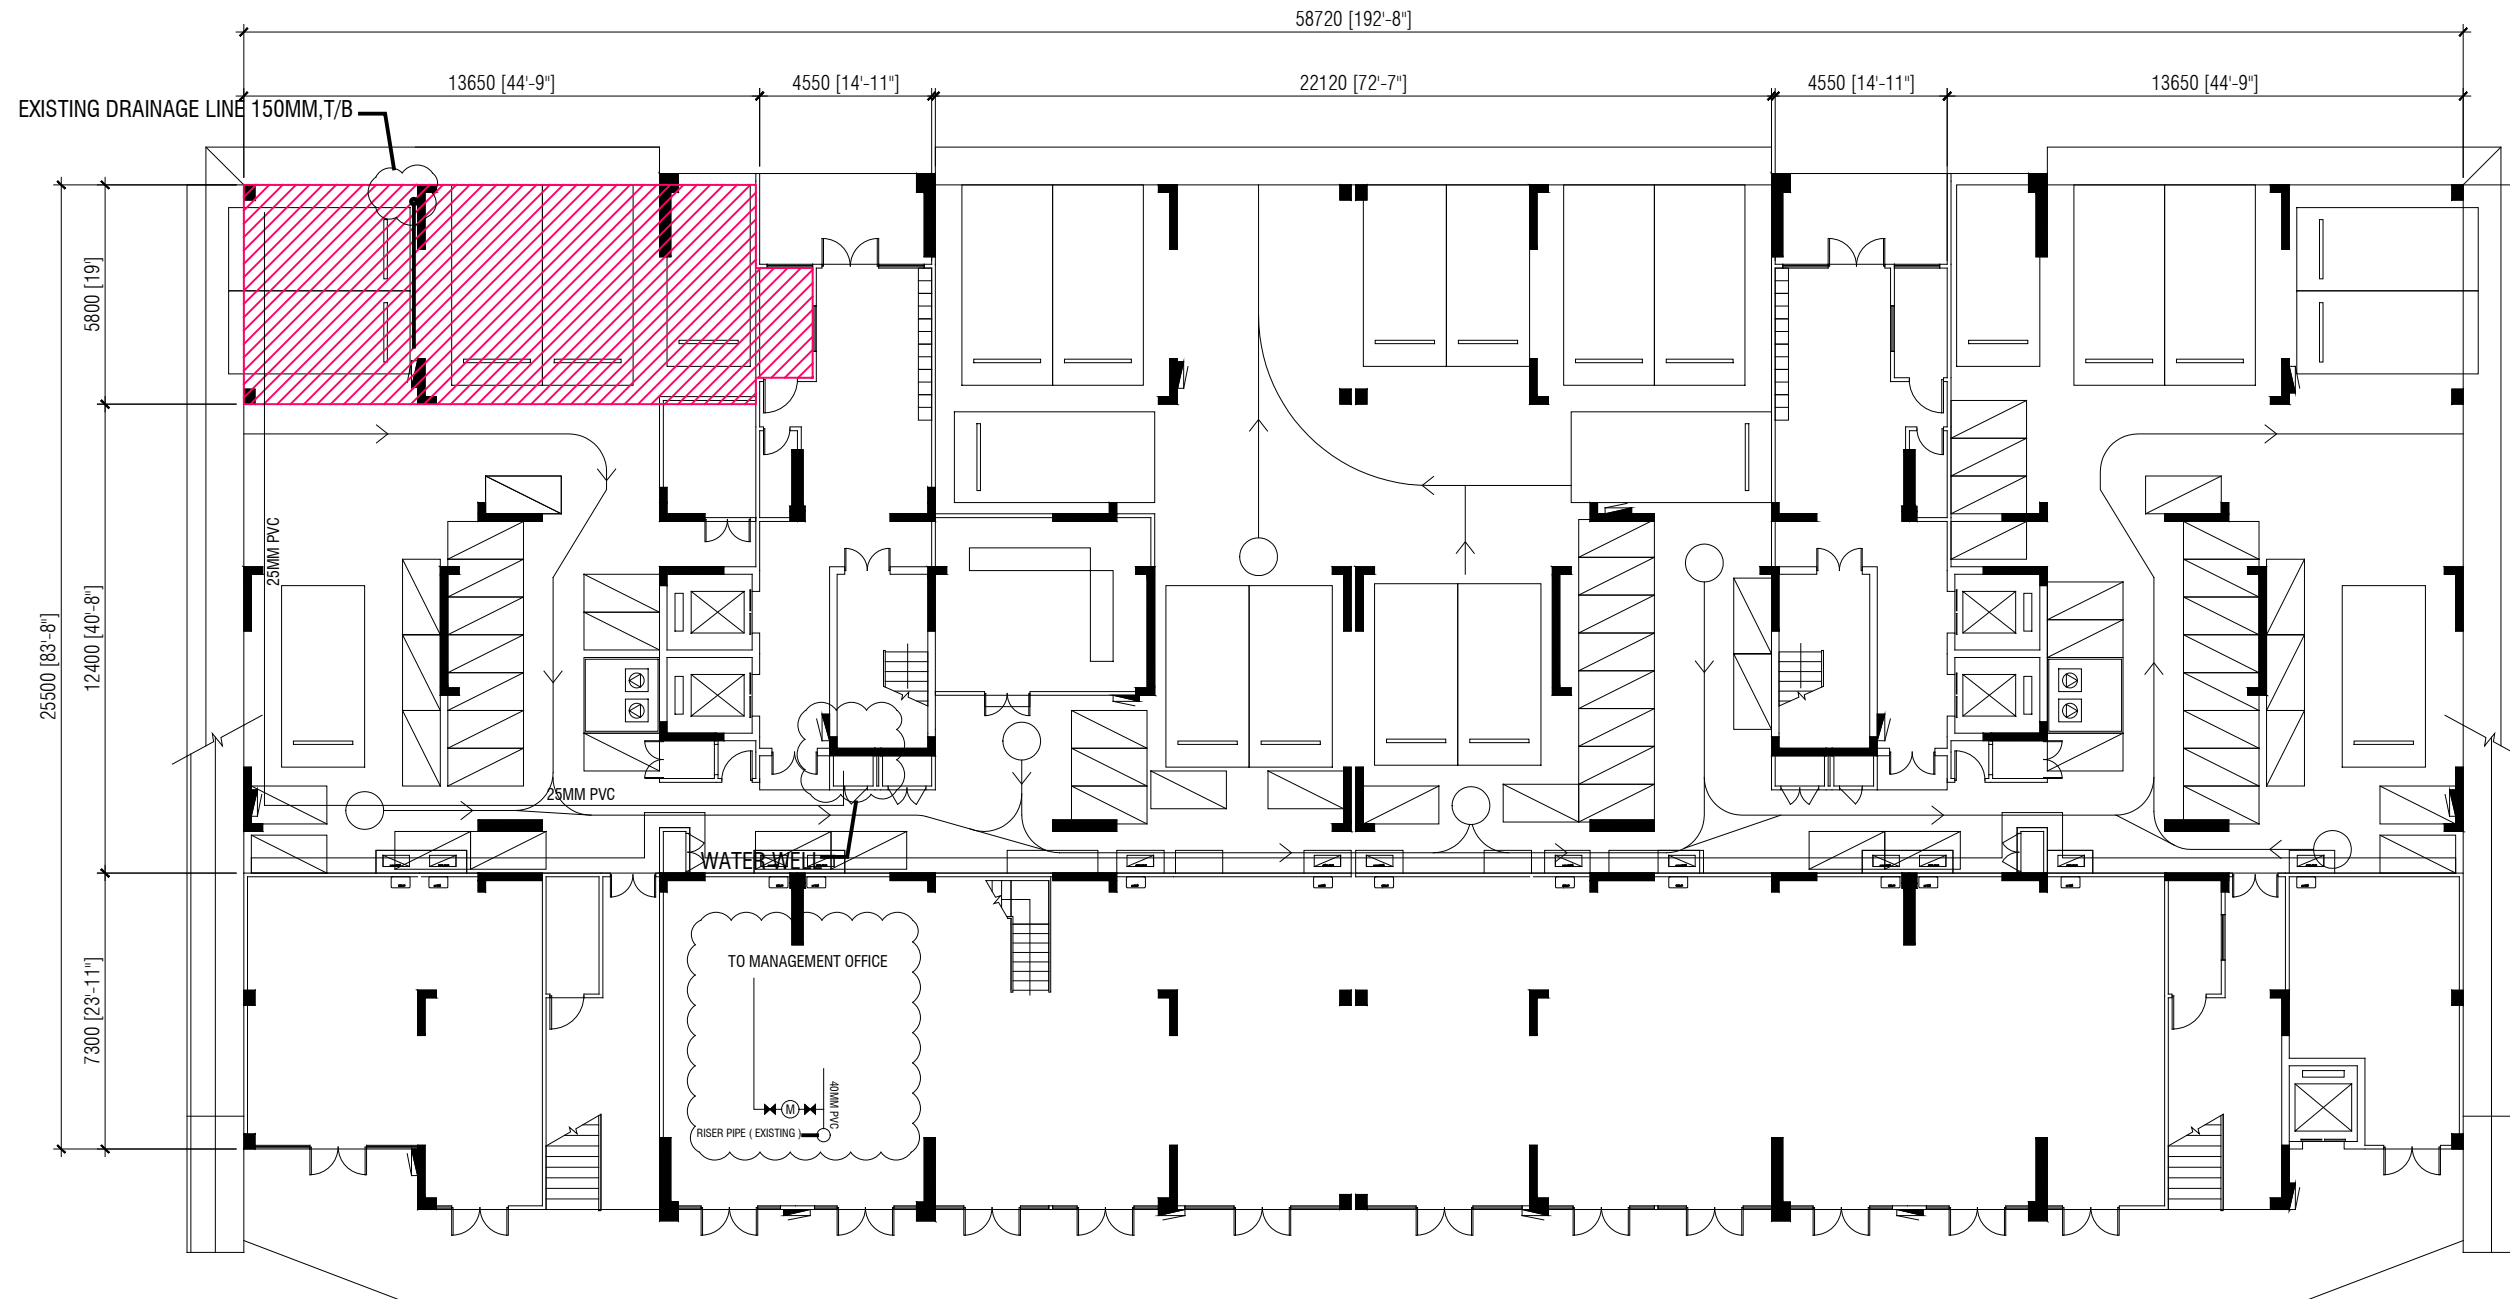 58720 [192'-8"]
13650 [44'-9"]
4550 [14'-11"]
22120 [72'-7"]
4550 [14'-11"]
13650 [44'-9"]
EXISTING DRAINAGE LINE 150MM,T/B
5800 [19']
25MM PVC
12400 [40'-8"]
25500 [83'-8"]
25MM PVC
WATER WELL
TO MANAGEMENT OFFICE
7300 [23'-11"]
40MM PVC
M
RISER PIPE ( EXISTING )